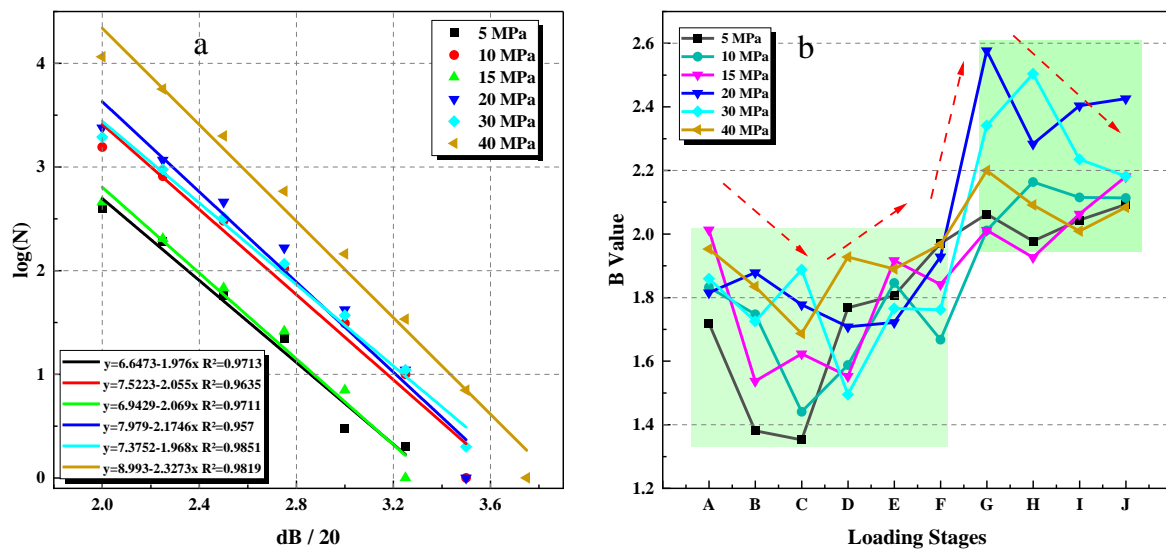 a
5 MPa
10 MPa
15 MPa
20 MPa
30 MPa
40 MPa
log(N)
4
3
2
1
0
y=6.6473-1.976x R²=0.9713
y=7.5223-2.055x R²=0.9635
y=6.9429-2.069x R²=0.9711
y=7.979-2.1746x R²=0.957
y=7.3752-1.968x R²=0.9851
y=8.993-2.3273x R²=0.9819
2.0 2.4 2.8 3.2 3.6
dB / 20
b
5 MPa
10 MPa
15 MPa
20 MPa
30 MPa
40 MPa
B Value
2.6
2.4
2.2
2.0
1.8
1.6
1.4
1.2
A B C D E F G H I J
Loading Stages